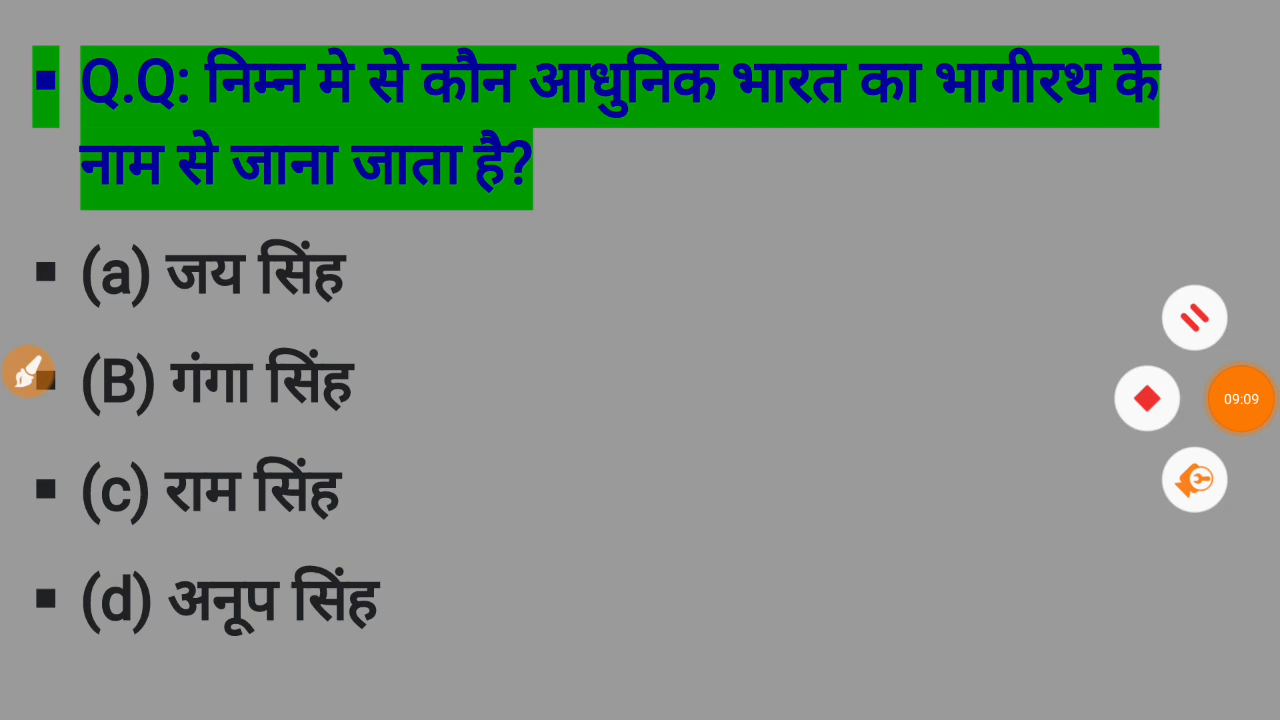 ▪ Q.Q: निम्न मे से कौन आधुनिक भारत का भागीरथ के
नाम से जाना जाता है?
▪ (a) जय सिंह
▪ (B) गंगा सिंह
▪ (c) राम सिंह
▪ (d) अनूप सिंह
09:09